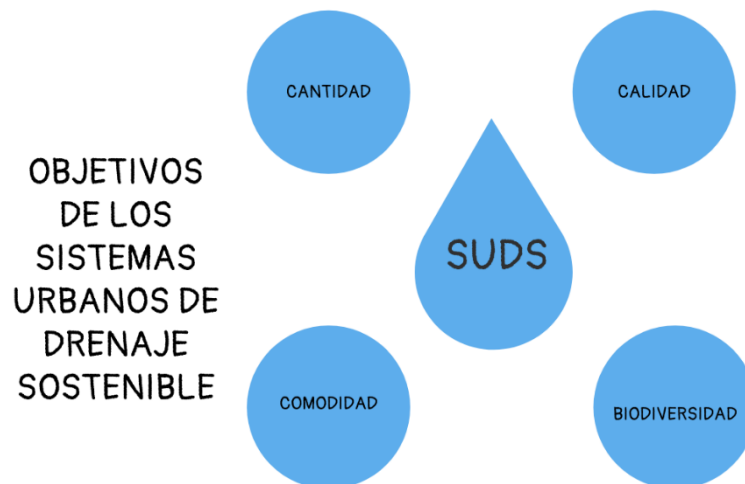 OBJETIVOS
DE LOS
SISTEMAS
URBANOS DE
DRENAJE
SOSTENIBLE
CANTIDAD
CALIDAD
SUDS
COMODIDAD
BIODIVERSIDAD